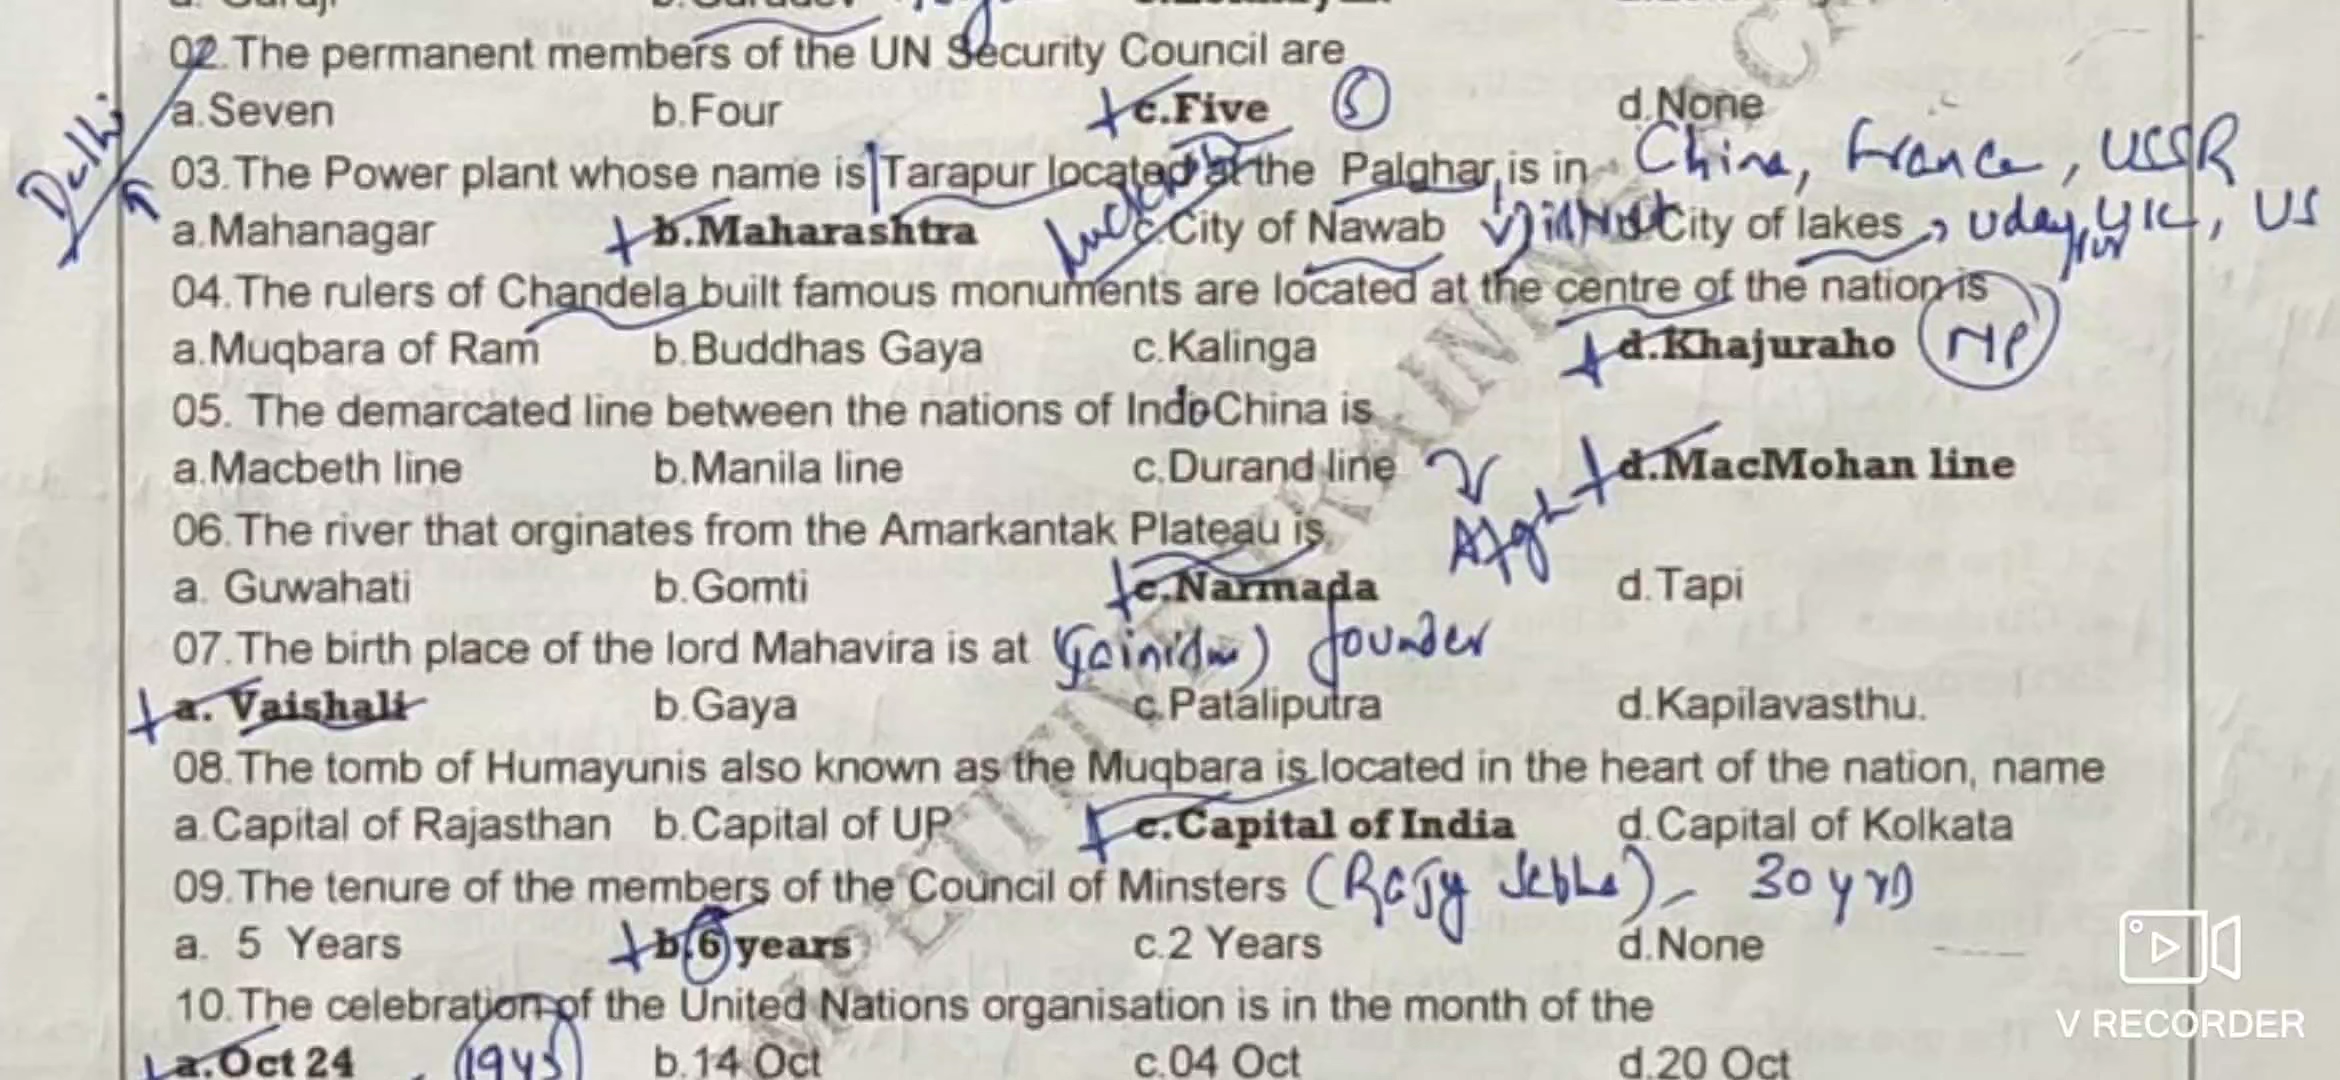 02.The permanent members of the UN Security Council are
a.Seven b.Four c.Five 5 d.None
Delhi
China, France, USSR
03.The Power plant whose name is Tarapur located at the Palghar is in
a.Mahanagar b.Maharashtra c.City of Nawab District City of lakes, Udaypur UK, US
04.The rulers of Chandela built famous monuments are located at the centre of the nation is
a.Muqbara of Ram b.Buddhas Gaya c.Kalinga d.Khajuraho MP
05. The demarcated line between the nations of IndoChina is
a.Macbeth line b.Manila line c.Durand line d.MacMohan line
Afgh
06.The river that orginates from the Amarkantak Plateau is
a. Guwahati b.Gomti c.Narmada d.Tapi
07.The birth place of the lord Mahavira is at founder
a. Vaishali b.Gaya c.Pataliputra d.Kapilavasthu.
08.The tomb of Humayunis also known as the Muqbara is located in the heart of the nation, name
a.Capital of Rajasthan b.Capital of UP c.Capital of India d.Capital of Kolkata
09.The tenure of the members of the Council of Minsters (Rajy Sabha) - 30 yrs
a. 5 Years b.6 years c.2 Years d.None
10.The celebration of the United Nations organisation is in the month of the
a.Oct 24 1945 b.14 Oct c.04 Oct d.20 Oct
V RECORDER